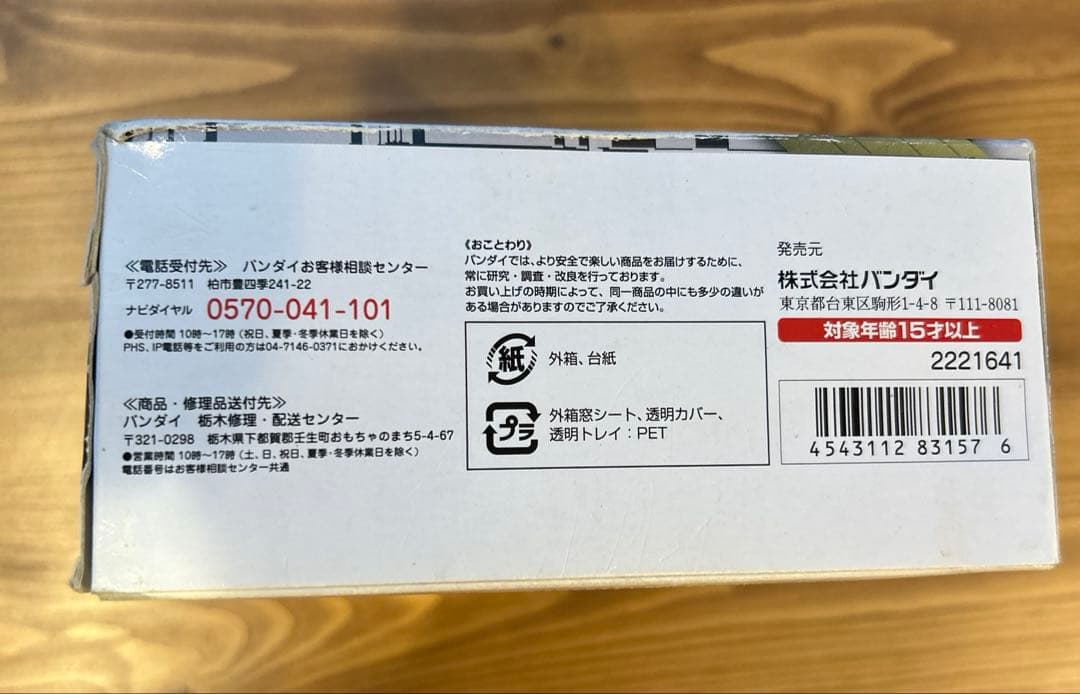 ≪電話受付先≫ バンダイお客様相談センター
〒277-8511 柏市豊四季241-22
ナビダイヤル 0570-041-101
●受付時間 10時〜17時 (祝日、夏季・冬季休業日を除く)
PHS、IP電話等をご利用の方は04-7146-0371におかけください。
≪商品・修理品送付先≫
バンダイ 栃木修理・配送センター
〒321-0298 栃木県下都賀郡壬生町おもちゃのまち5-4-67
●営業時間 10時〜17時 (土、日、祝日、夏季・冬季休業日を除く)
電話番号はお客様相談センター共通
《おことわり》
バンダイでは、より安全で楽しい商品をお届けするために、
常に研究・調査・改良を行っております。
お買い上げの時期によって、同一商品の中にも多少の違いが
ある場合がありますのでご了承ください。
紙 外箱、台紙
プラ 外箱窓シート、透明カバー、
透明トレイ：PET
発売元
株式会社バンダイ
東京都台東区駒形1-4-8 〒111-8081
対象年齢15才以上
2221641
4543112 83157 6